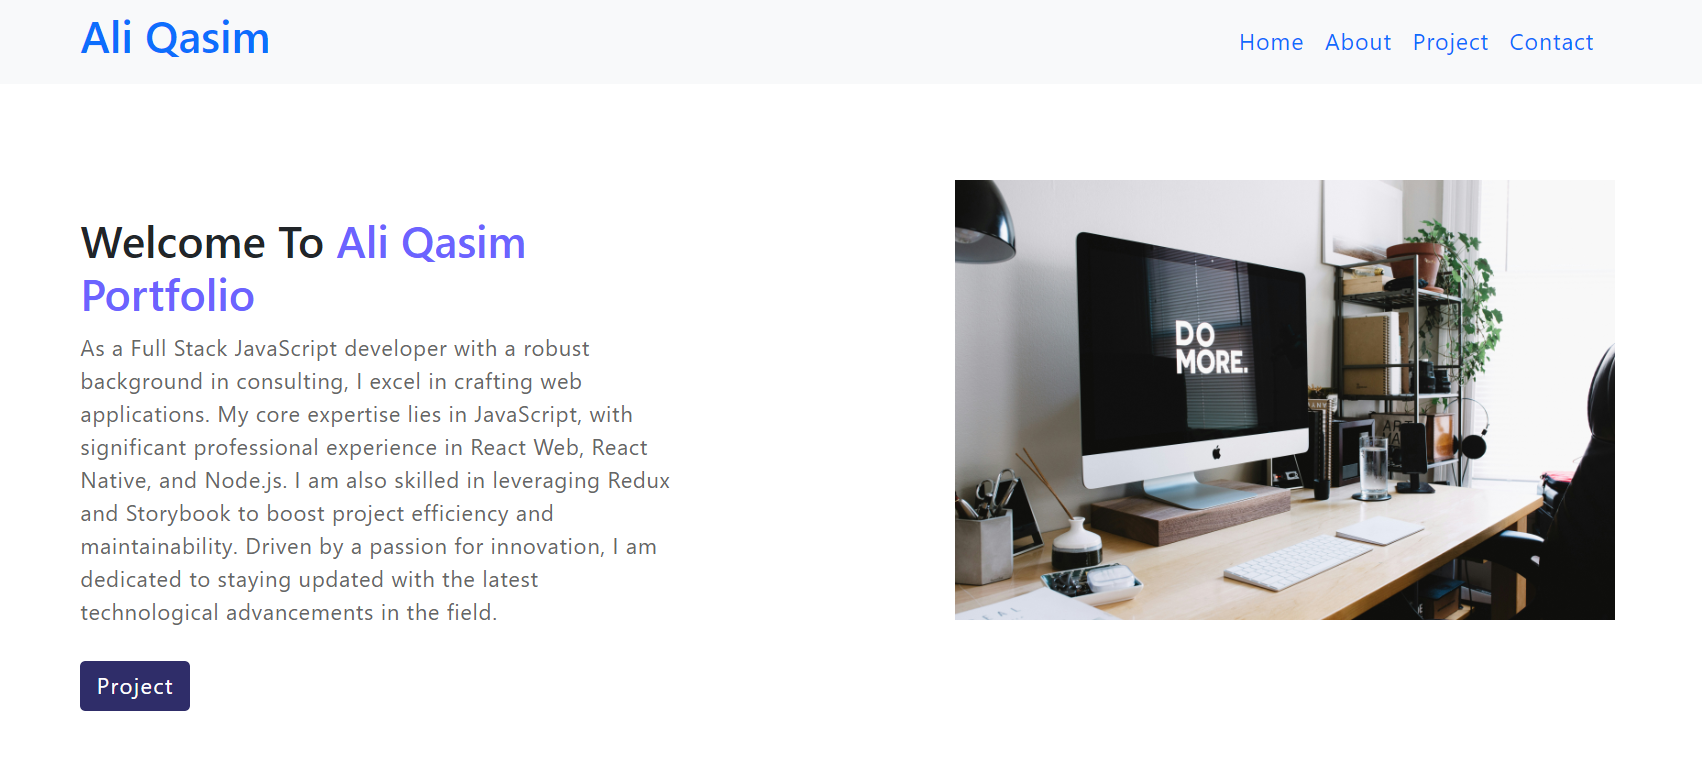 Ali Qasim
Home About Project Contact
Welcome To Ali Qasim
Portfolio
As a Full Stack JavaScript developer with a robust
background in consulting, I excel in crafting web
applications. My core expertise lies in JavaScript, with
significant professional experience in React Web, React
Native, and Node.js. I am also skilled in leveraging Redux
and Storybook to boost project efficiency and
maintainability. Driven by a passion for innovation, I am
dedicated to staying updated with the latest
technological advancements in the field.
Project
DO
MORE.